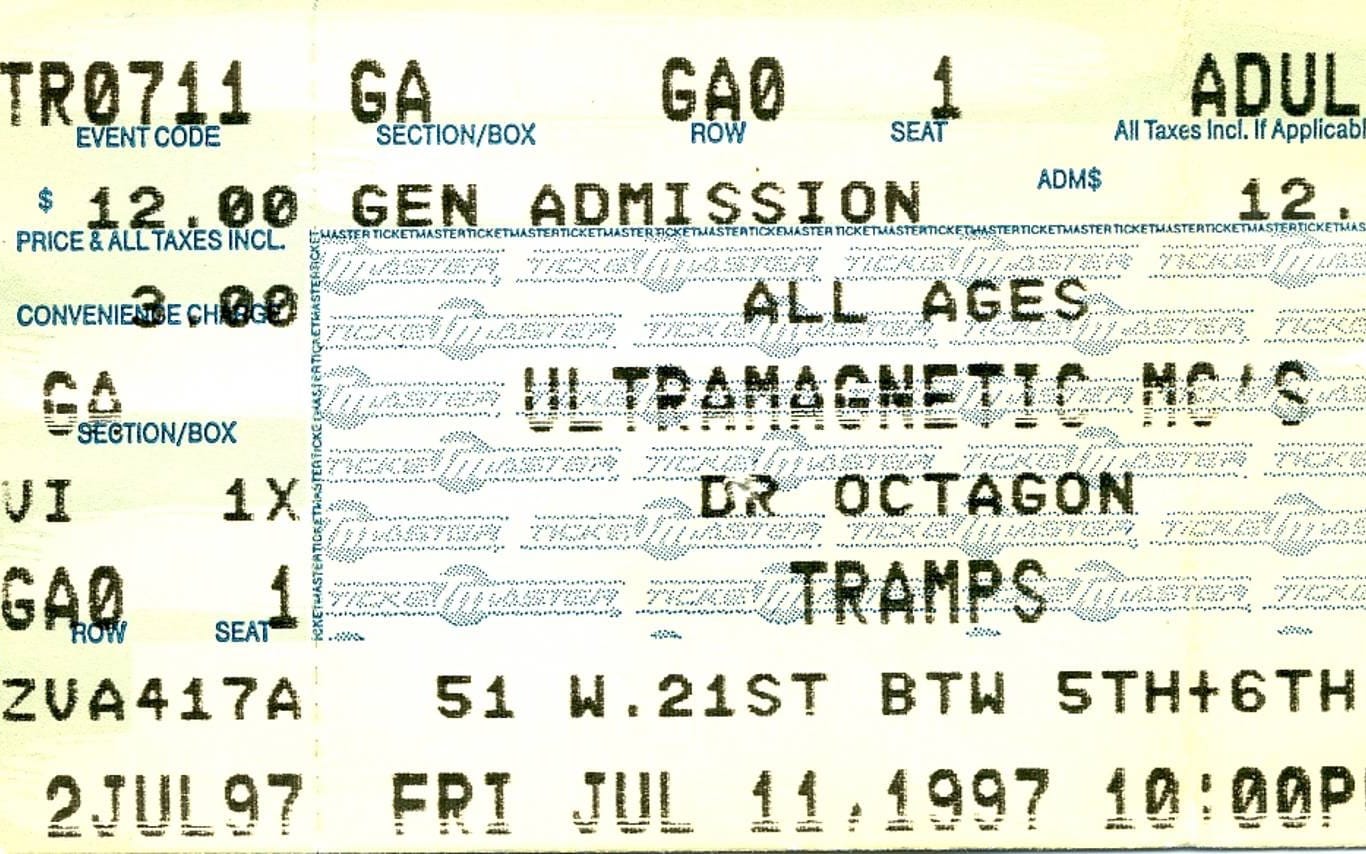 TR0711 GA GA0 1 ADUL
EVENT CODE SECTION/BOX ROW SEAT All Taxes Incl. If Applicabl
$ 12.00 GEN ADMISSION ADM$ 12.
PRICE & ALL TAXES INCL.
MASTERTICKETMASTERTICKETMASTERTICKETMASTERTICKETMASTERTICKETMASTERTICKETMASTERTICKETMASTERTICKETMASTERTICKETMASTERTICKETMAS
3.00 ALL AGES
CONVENIENCE CHARGE
GA ULTRAMAGNETIC MC'S
SECTION/BOX
VI 1X DR OCTAGON
GA0 1 TRAMPS
ROW SEAT
ZVA417A 51 W.21ST BTW 5TH+6TH
2JUL97 FRI JUL 11,1997 10:00P